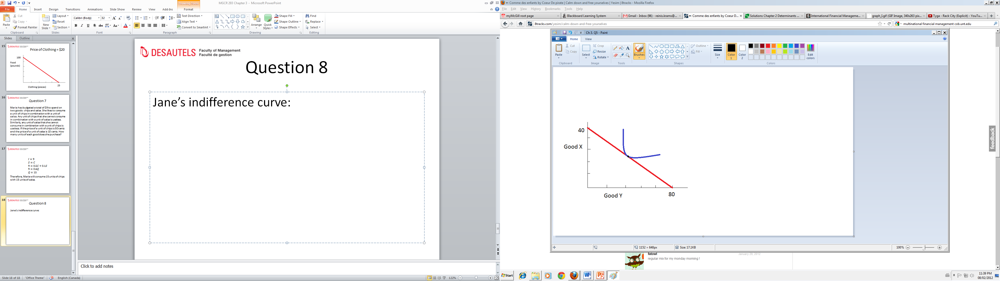 MGCR 293 Chapter 3 - Microsoft PowerPoint
Drawing Tools
File Home Insert Design Transitions Animations Slide Show Review View Add-Ins Format
Paste
Cut
Copy
Format Painter
Clipboard
New Slide
Layout
Reset
Section
Slides
Calibri (Body) 32
B I U S abc AV Aa A
Font
Paragraph
Text Direction
Align Text
Convert to SmartArt
Arrange
Quick Styles
Shape Fill
Shape Outline
Shape Effects
Drawing
Find
Replace
Select
Editing
Slides Outline
15
Price of Clothing = $20
100
Food
(pounds)
25
Clothing (pieces)
16
DESAUTELS
Question 7
Maria has budgeted a total of $9 to spend on
two goods: chips and salsa. She likes to consume
a unit of chips in combination with a unit of
salsa. Any unit of chips that she cannot consume
in combination with a unit of salsa is useless.
Similarly, any unit of salsa that she cannot
consume in combination with a unit of chips is
useless. If the price of a unit of chips is 50 cents
and the price of a unit of salsa is 10 cents. How
many units of each good does she purchase?
17
DESAUTELS
I = 9
S = C
9 = 0.5C + 0.1S
9 = 0.6Q
Q = 15
Therefore, Maria will consume 15 units of chips
with 15 units of salsa.
18
DESAUTELS
Question 8
Jane's indifference curve:
DESAUTELS
Faculty of Management
Faculté de gestion
Question 8
Jane’s indifference curve:
Click to add notes
Slide 18 of 18 "Office Theme" English (Canada) 122%
Comme des enfants by Coeur De pirate | Calm down and free yourselves | Yesim | 8tracks - Mozilla Firefox
File Edit View History Bookmarks Tools Help
myMcGill root page
Blackboard Learning System
Gmail - Inbox (96) - reinis.krams@...
Comme des enfants by Coeur D...
Solutions Chapter 2 Determinants ...
International Financial Manageme...
graph_I.gif (GIF Image, 340x263 pix...
Tyga - Rack City (Explicit) - YouTu...
8tracks.com/yesim/calm-down-and-free-yourselves
multinational financial management cob.unt.edu
Ch 3. Q5 - Paint
Home View
Paste
Cut
Copy
Clipboard
Select
Crop
Resize
Rotate
Image
A
Tools
Brushes
Shapes
Outline
Fill
Size
Color 1
Color 2
Edit colors
Colors
40
Good X
Good Y
80
1152 × 648px
Size: 17.1KB
100%
feedback
fatowl
January 29, 2012
regular mix for my monday morning !
Start
11:39 PM
08/02/2012